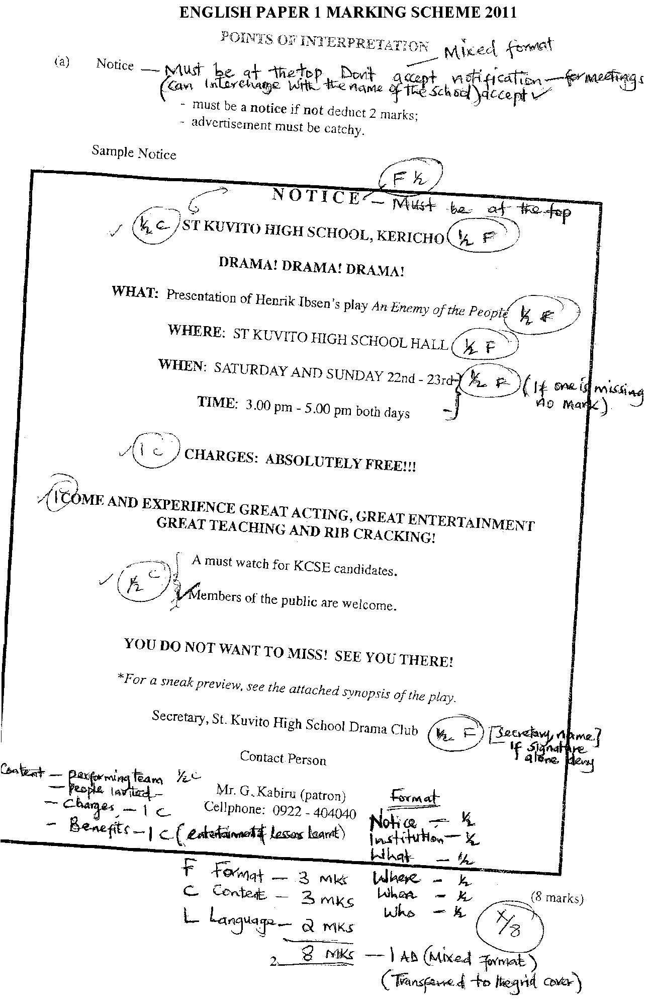 ENGLISH PAPER 1 MARKING SCHEME 2011
POINTS OF INTERPRETATION
Mixed format
(a) Notice — Must be at the top Don't accept notification — for meetings
(can Interchange with the name of the school) accept ✓
- must be a notice if not deduct 2 marks;
- advertisement must be catchy.
Sample Notice
F ½
NOTICE — Must be at the top
✓ ½ C ST KUVITO HIGH SCHOOL, KERICHO ½ F
DRAMA! DRAMA! DRAMA!
WHAT: Presentation of Henrik Ibsen's play An Enemy of the People ½ F
WHERE: ST KUVITO HIGH SCHOOL HALL ½ F
WHEN: SATURDAY AND SUNDAY 22nd - 23rd ½ F (If one is missing
no mark)
TIME: 3.00 pm - 5.00 pm both days
✓ 1 C CHARGES: ABSOLUTELY FREE!!!
✓ 1 COME AND EXPERIENCE GREAT ACTING, GREAT ENTERTAINMENT
GREAT TEACHING AND RIB CRACKING!
A must watch for KCSE candidates.
✓ ½ C
✓ Members of the public are welcome.
YOU DO NOT WANT TO MISS! SEE YOU THERE!
*For a sneak preview, see the attached synopsis of the play.
Secretary, St. Kuvito High School Drama Club ½ F [Secretary, name]
If signature
alone deny
Contact Person
Content — performing team ½ C
— People Invited —
Mr. G. Kabiru (patron)
— Charges — 1 C
Cellphone: 0922 - 404040
- Benefits — 1 C (entertainment & lessons learnt)
Format
Notice — ½
Institution — ½
What — ½
Where — ½
When — ½
Who — ½
F Format — 3 mks
C Content — 3 mks
L Language — 2 mks
8 mks — 1 AD (Mixed Format)
(Transferred to the grid cover)
(8 marks)
X/8
2